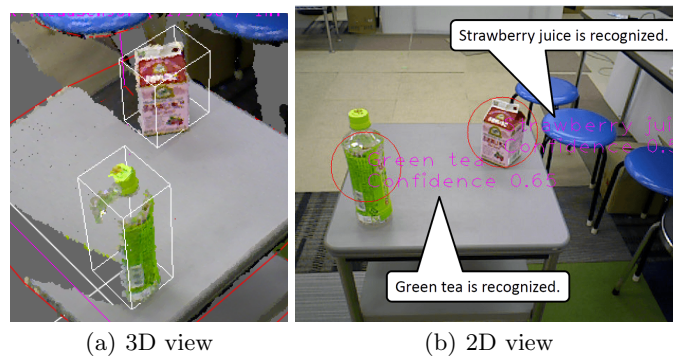 Strawberry juice is recognized.
Green tea
Confidence 0.65
Green tea is recognized.
(a) 3D view
(b) 2D view